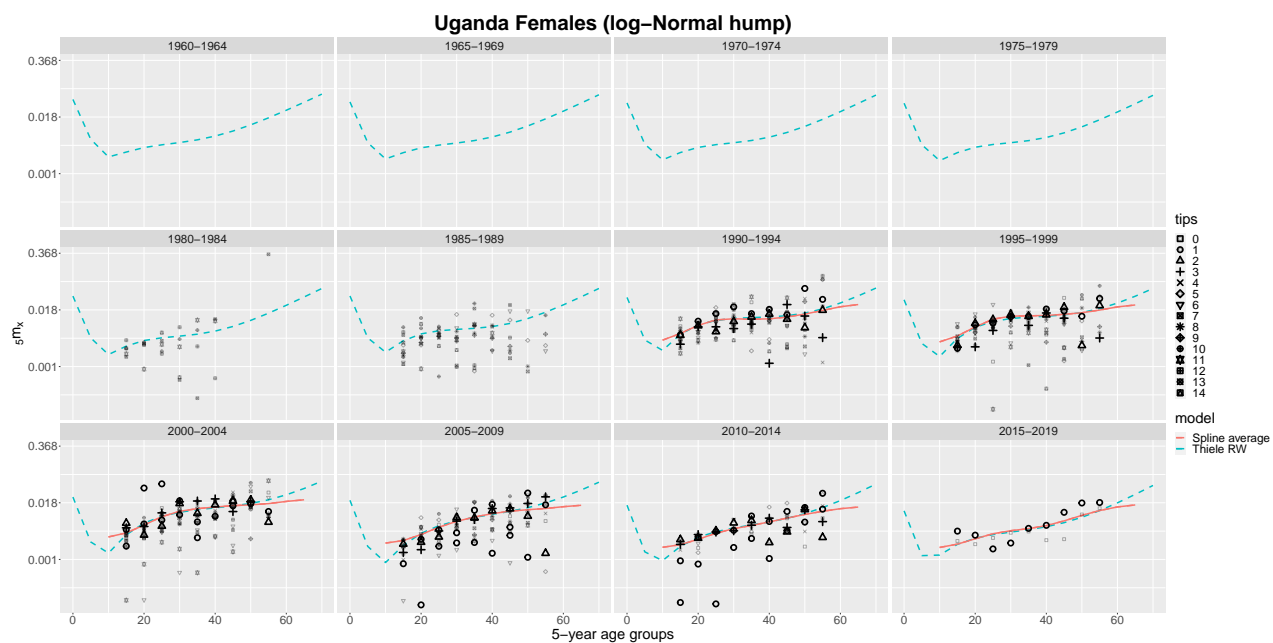 Uganda Females (log−Normal hump)
1960−1964 1965−1969 1970−1974 1975−1979
0.368
0.018
0.001
1980−1984 1985−1989 1990−1994 1995−1999
0.368
0.018
0.001
2000−2004 2005−2009 2010−2014 2015−2019
0.368
0.018
0.001
0 20 40 60 0 20 40 60 0 20 40 60 0 20 40 60
5−year age groups
5mx
tips
0
1
2
3
4
5
6
7
8
9
10
11
12
13
14
model
Spline average
Thiele RW